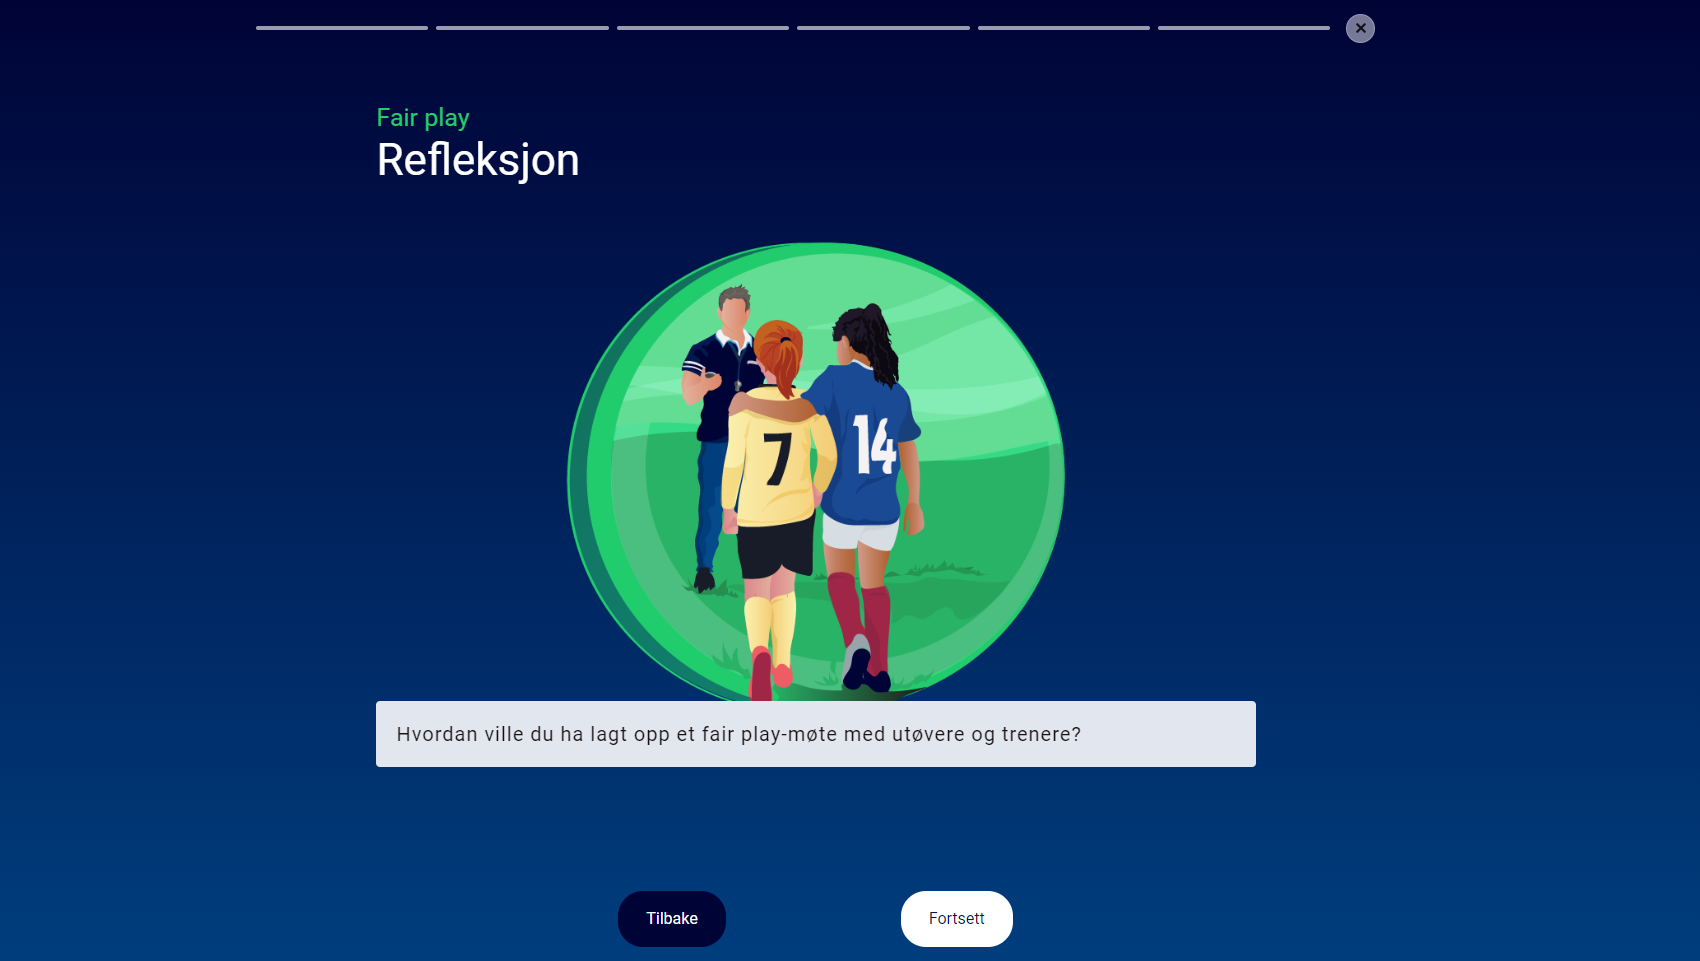 Fair play
Refleksjon
7
14
Hvordan ville du ha lagt opp et fair play-møte med utøvere og trenere?
Tilbake
Fortsett